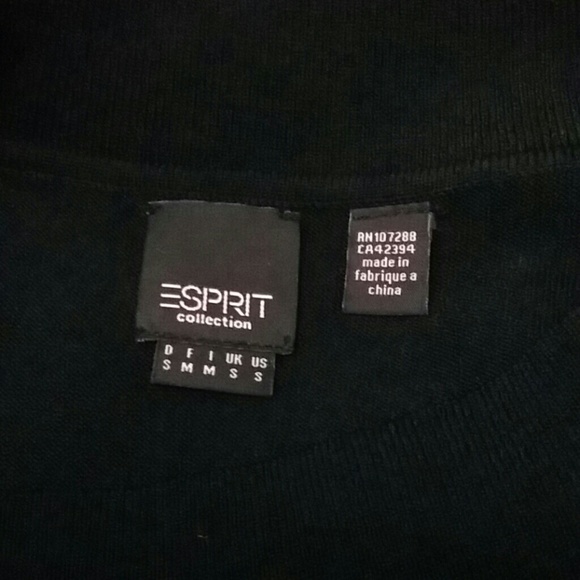 ESPRIT
collection
D F I UK US
S M M S S
RN107288
CA42394
made in
fabrique a
china